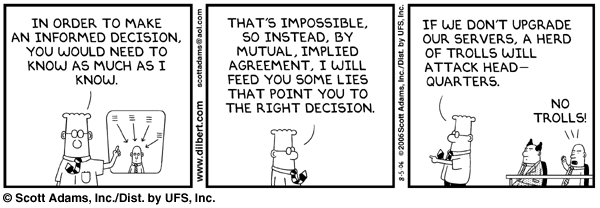 IN ORDER TO MAKE
AN INFORMED DECISION,
YOU WOULD NEED TO
KNOW AS MUCH AS I
KNOW.
www.dilbert.com
scottadams@aol.com
THAT'S IMPOSSIBLE,
SO INSTEAD, BY
MUTUAL, IMPLIED
AGREEMENT, I WILL
FEED YOU SOME LIES
THAT POINT YOU TO
THE RIGHT DECISION.
8-5-06 ©2006 Scott Adams, Inc./Dist. by UFS, Inc.
IF WE DON'T UPGRADE
OUR SERVERS, A HERD
OF TROLLS WILL
ATTACK HEAD-
QUARTERS.
NO
TROLLS!
© Scott Adams, Inc./Dist. by UFS, Inc.